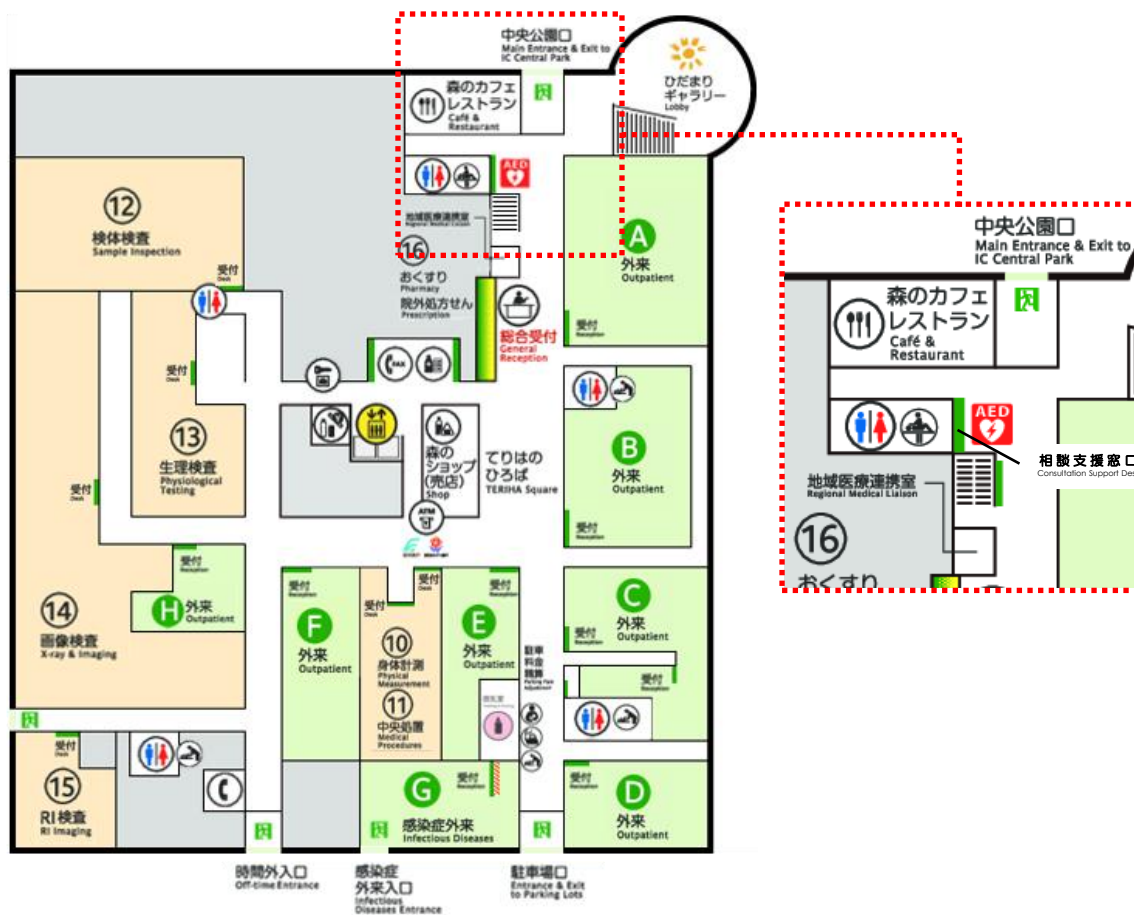 中央公園口
Main Entrance & Exit to
IC Central Park
ひだまり
ギャラリー
Lobby
森のカフェ
レストラン
Café &
Restaurant
AED
12
検体検査
Sample Inspection
受付
Desk
地域医療連携室
Regional Medical Liaison
16
おくすり
Pharmacy
院外処方せん
Prescription
総合受付
General
Reception
A
外来
Outpatient
受付
Reception
FAX
受付
Desk
13
生理検査
Physiological
Testing
受付
Desk
森の
ショップ
(売店)
Shop
てりはの
ひろば
TERIHA Square
ATM
B
外来
Outpatient
受付
Reception
14
画像検査
X-ray & Imaging
受付
Reception
H
外来
Outpatient
受付
Reception
F
外来
Outpatient
受付
Desk
受付
Desk
10
身体計測
Physical
Measurement
11
中央処置
Medical
Procedures
受付
Reception
E
外来
Outpatient
駐車
料金
精算
C
外来
Outpatient
受付
Reception
受付
Reception
受付
Desk
15
RI検査
RI Imaging
G
受付
Reception
感染症外来
Infectious Diseases
受付
Reception
D
外来
Outpatient
時間外入口
Off-time Entrance
感染症
外来入口
Infectious
Diseases Entrance
駐車場口
Entrance & Exit
to Parking Lots
中央公園口
Main Entrance & Exit to
IC Central Park
森のカフェ
レストラン
Café &
Restaurant
AED
相談支援窓口
Consultation Support Des
地域医療連携室
Regional Medical Liaison
16
おくすり